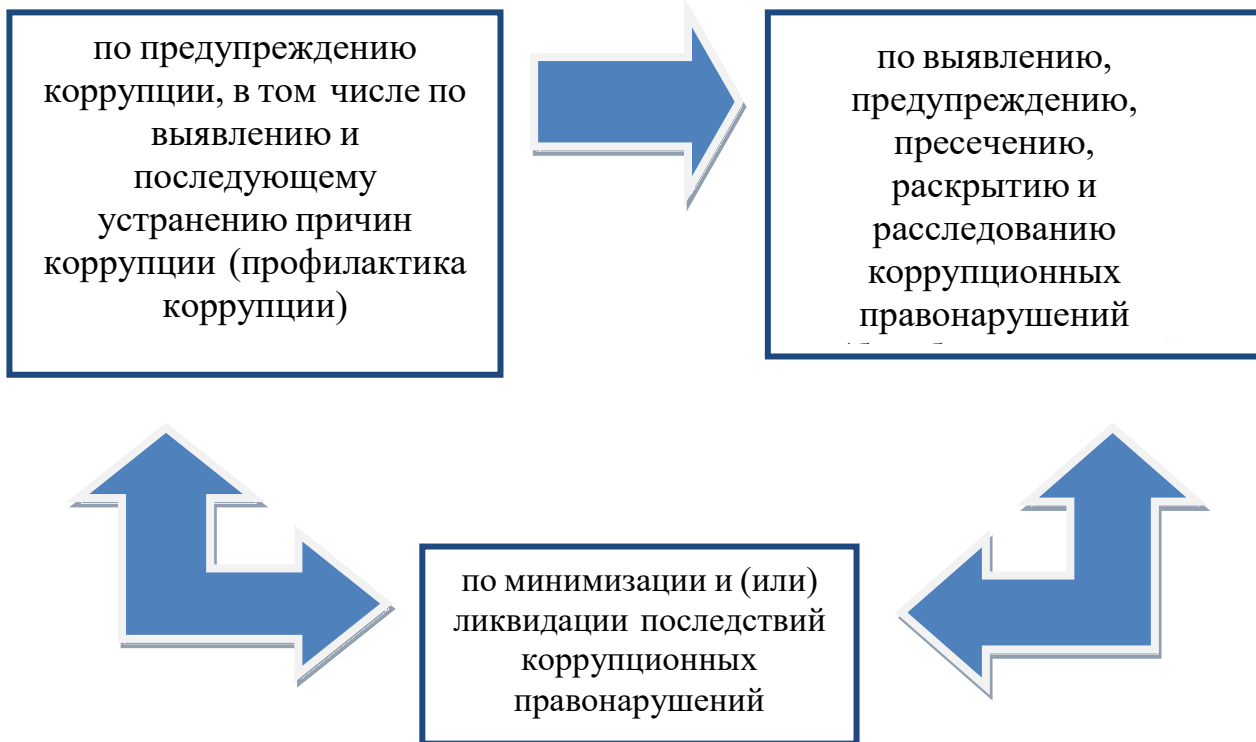 по предупреждению
коррупции, в том числе по
выявлению и
последующему
устранению причин
коррупции (профилактика
коррупции)
по выявлению,
предупреждению,
пресечению,
раскрытию и
расследованию
коррупционных
правонарушений
по минимизации и (или)
ликвидации последствий
коррупционных
правонарушений